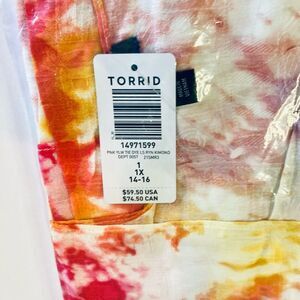 TORRID
14971599
PNK YLW TIE DYE LS RYN KIMONO
DEPT 0057 21SMR3
1
1X
14-16
$59.50 USA
$74.50 CAN